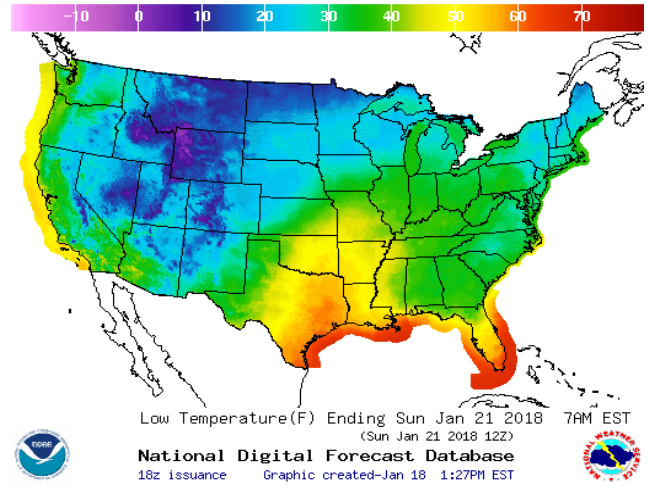 -10 0 10 20 30 40 50 60 70
Low Temperature(F) Ending Sun Jan 21 2018 7AM EST
(Sun Jan 21 2018 12Z)
National Digital Forecast Database
18z issuance Graphic created-Jan 18 1:27PM EST
NOAA